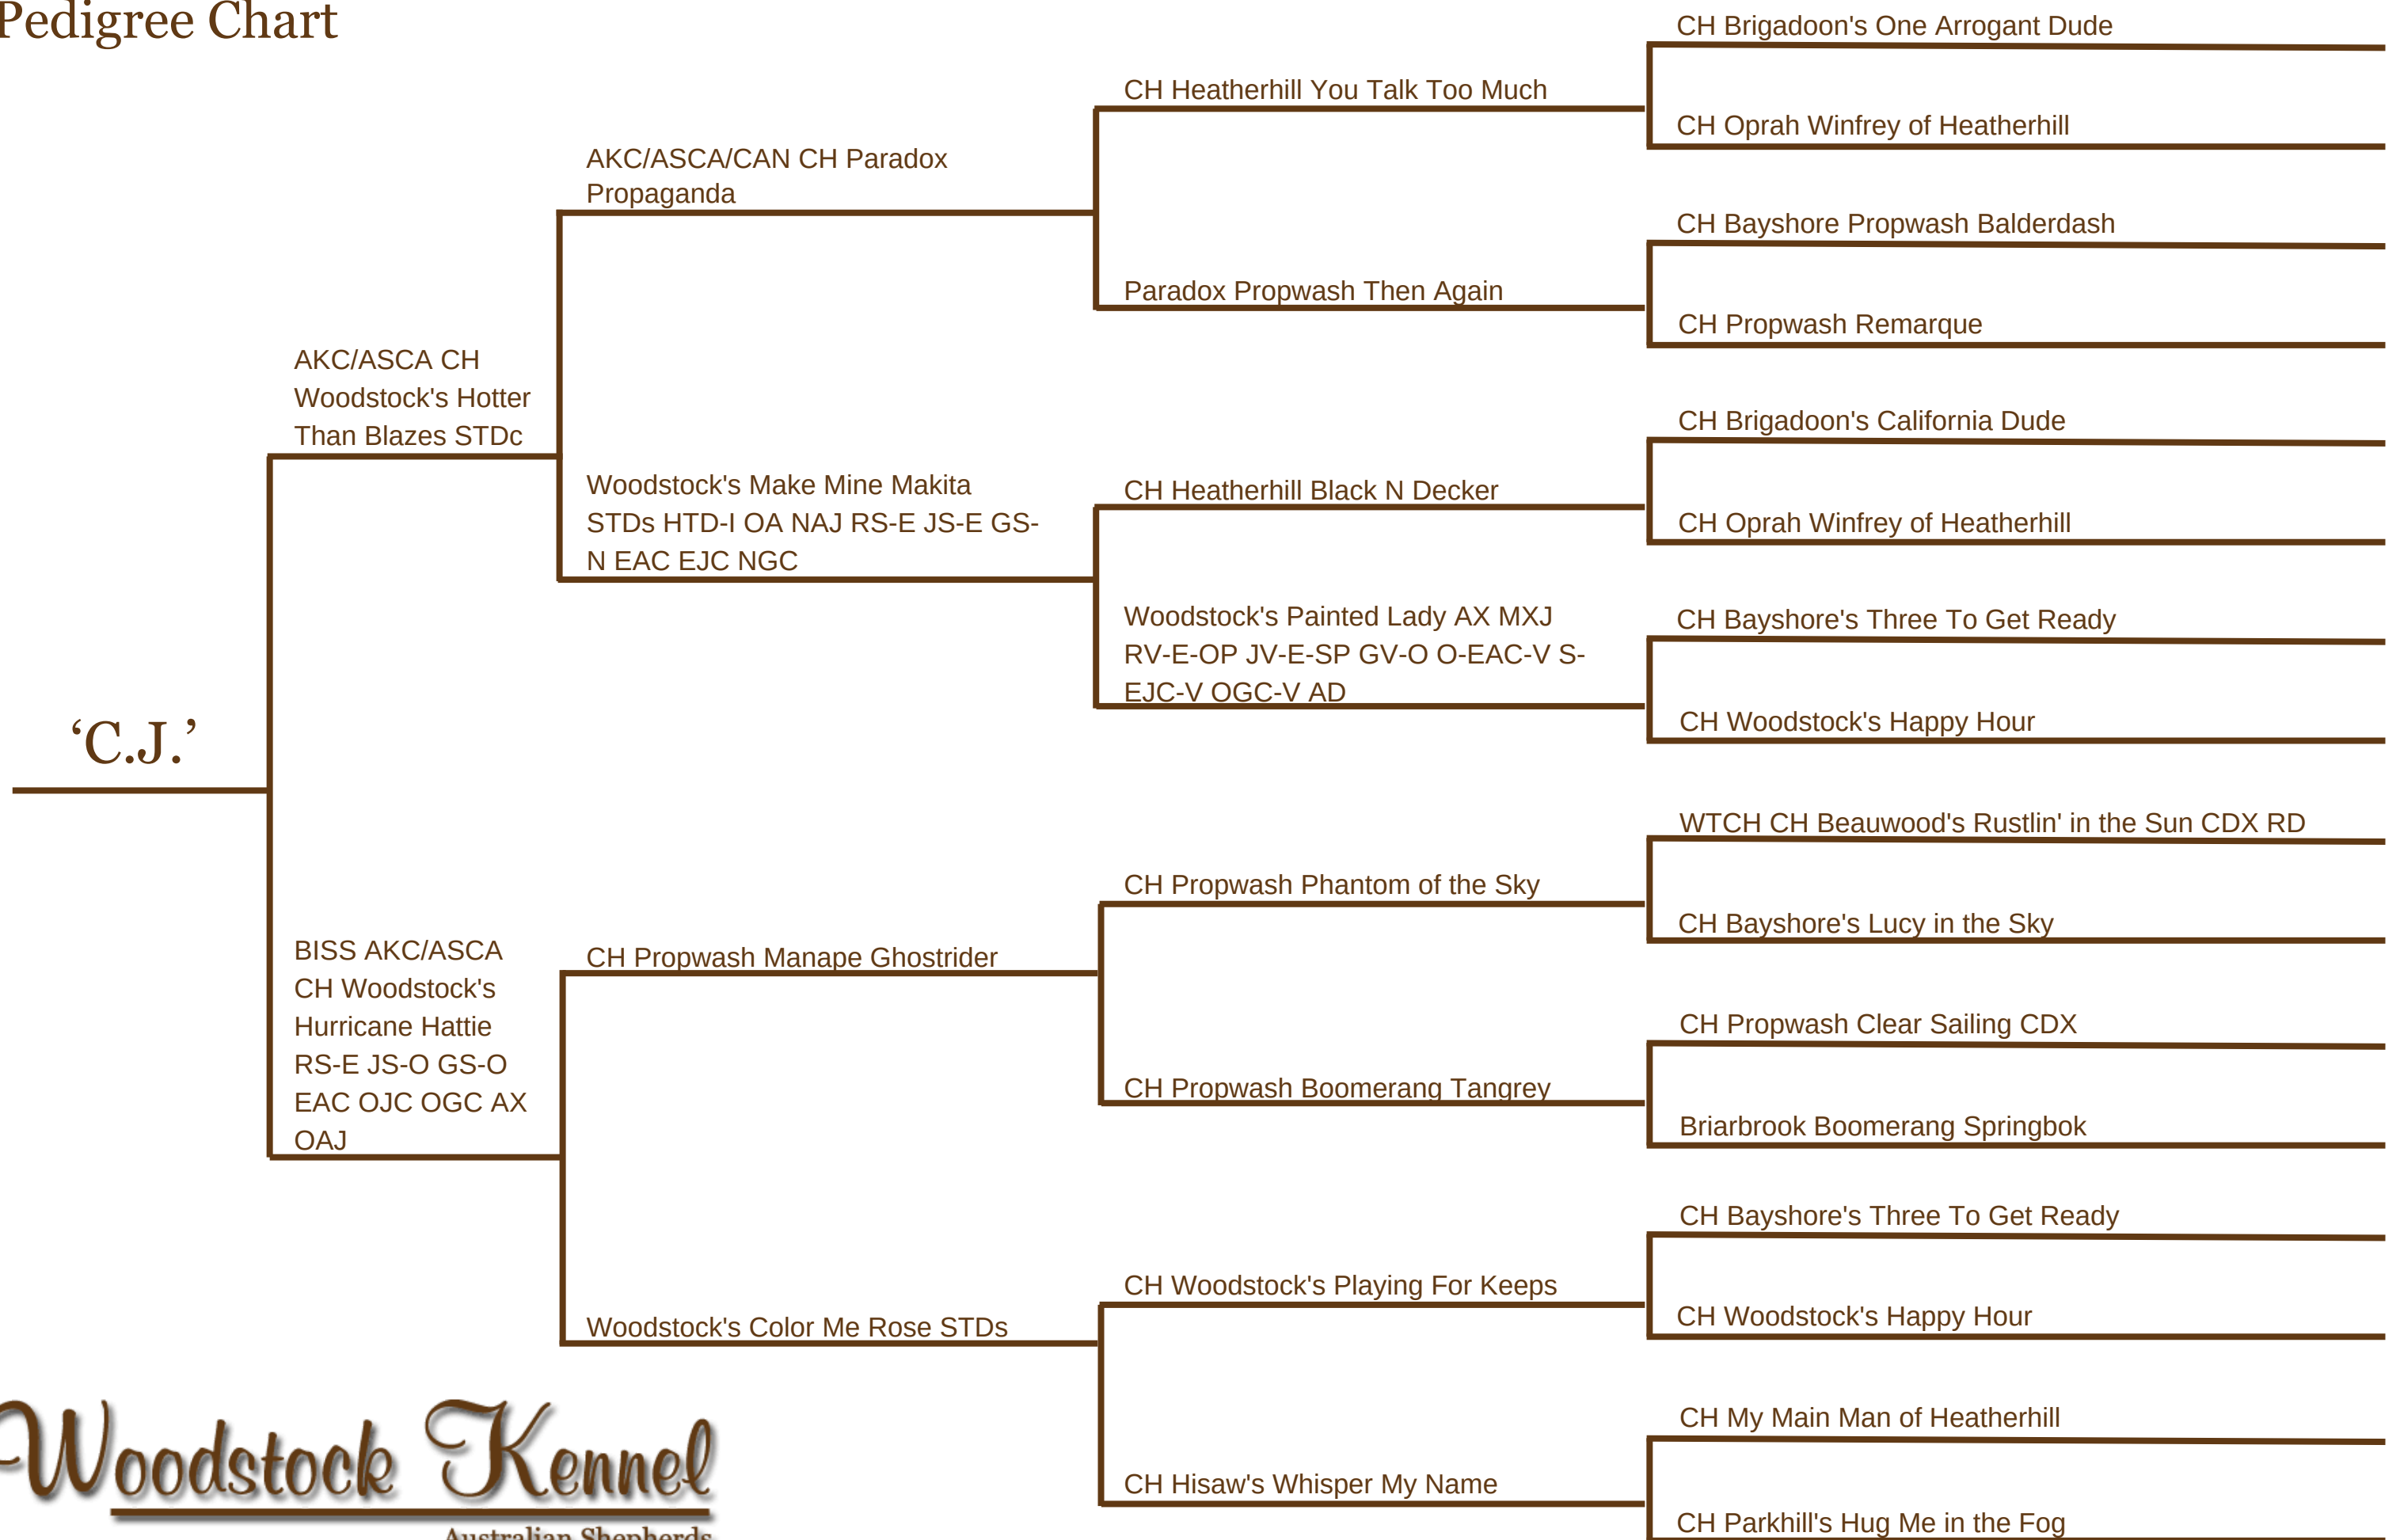 Pedigree Chart
‘C.J.’
AKC/ASCA CH
Woodstock's Hotter
Than Blazes STDc
BISS AKC/ASCA
CH Woodstock's
Hurricane Hattie
RS-E JS-O GS-O
EAC OJC OGC AX
OAJ
AKC/ASCA/CAN CH Paradox
Propaganda
Woodstock's Make Mine Makita
STDs HTD-I OA NAJ RS-E JS-E GS-
N EAC EJC NGC
CH Propwash Manape Ghostrider
Woodstock's Color Me Rose STDs
CH Heatherhill You Talk Too Much
Paradox Propwash Then Again
CH Heatherhill Black N Decker
Woodstock's Painted Lady AX MXJ
RV-E-OP JV-E-SP GV-O O-EAC-V S-
EJC-V OGC-V AD
CH Propwash Phantom of the Sky
CH Propwash Boomerang Tangrey
CH Woodstock's Playing For Keeps
CH Hisaw's Whisper My Name
CH Brigadoon's One Arrogant Dude
CH Oprah Winfrey of Heatherhill
CH Bayshore Propwash Balderdash
CH Propwash Remarque
CH Brigadoon's California Dude
CH Oprah Winfrey of Heatherhill
CH Bayshore's Three To Get Ready
CH Woodstock's Happy Hour
WTCH CH Beauwood's Rustlin' in the Sun CDX RD
CH Bayshore's Lucy in the Sky
CH Propwash Clear Sailing CDX
Briarbrook Boomerang Springbok
CH Bayshore's Three To Get Ready
CH Woodstock's Happy Hour
CH My Main Man of Heatherhill
CH Parkhill's Hug Me in the Fog
Woodstock Kennel
Australian Shepherds